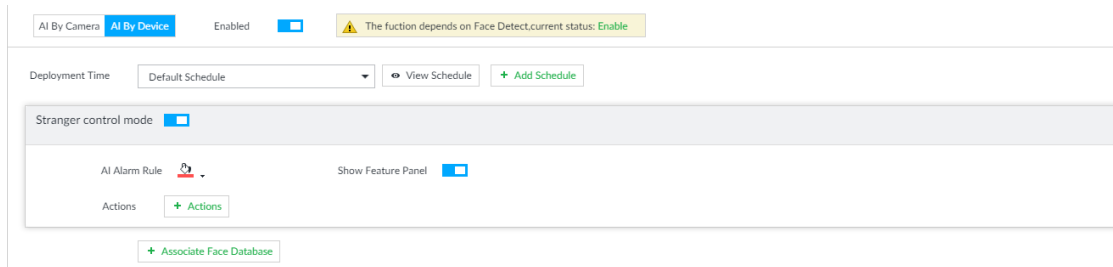 AI By Camera AI By Device Enabled The fuction depends on Face Detect,current status: Enable
Deployment Time Default Schedule View Schedule + Add Schedule
Stranger control mode
AI Alarm Rule Show Feature Panel
Actions + Actions
+ Associate Face Database